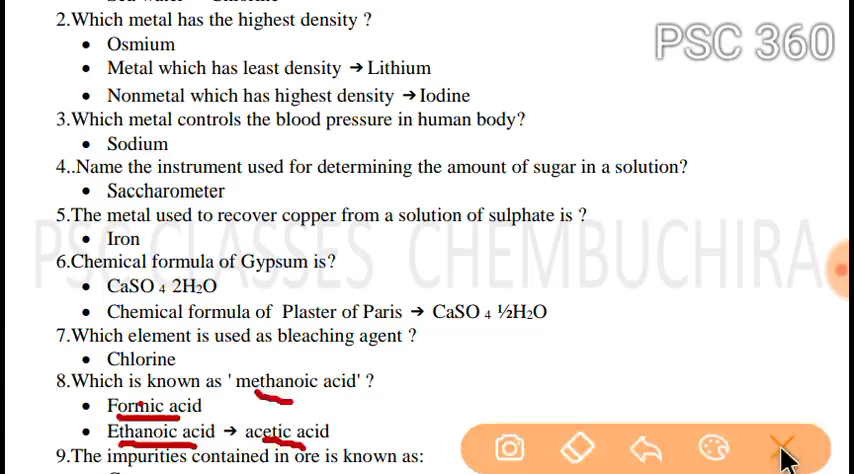 Sea water → Chlorine
2.Which metal has the highest density ?
PSC 360
• Osmium
• Metal which has least density ➔ Lithium
• Nonmetal which has highest density ➔ Iodine
3.Which metal controls the blood pressure in human body?
• Sodium
4..Name the instrument used for determining the amount of sugar in a solution?
• Saccharometer
5.The metal used to recover copper from a solution of sulphate is ?
PSC CLASSES CHEMBUCHIRA
• Iron
6.Chemical formula of Gypsum is?
• CaSO 4 2H2O
• Chemical formula of Plaster of Paris ➔ CaSO 4 ½H2O
7.Which element is used as bleaching agent ?
• Chlorine
8.Which is known as ' methanoic acid' ?
• Formic acid
• Ethanoic acid ➔ acetic acid
9.The impurities contained in ore is known as: